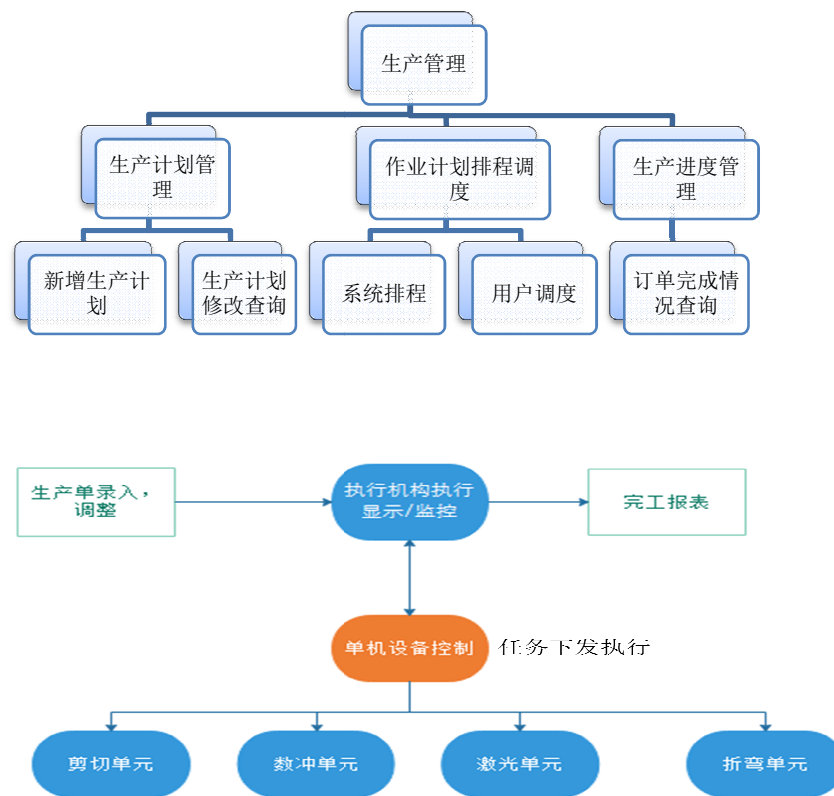 生产管理
生产计划管
理
作业计划排程调
度
生产进度管
理
新增生产计
划
生产计划
修改查询
系统排程
用户调度
订单完成情
况查询
生产单录入，
调整
执行机构执行
显示/监控
完工报表
单机设备控制
任务下发执行
剪切单元
数冲单元
激光单元
折弯单元